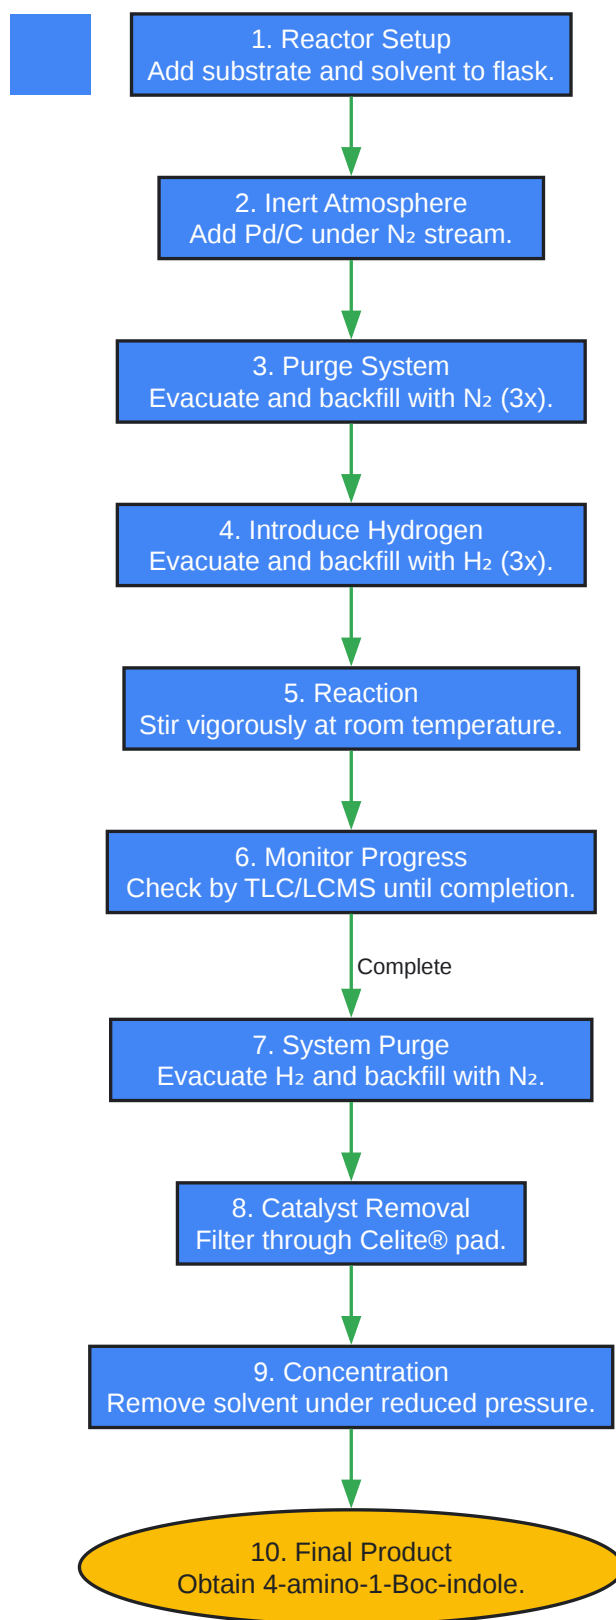 1. Reactor Setup
Add substrate and solvent to flask.
2. Inert Atmosphere
Add Pd/C under N₂ stream.
3. Purge System
Evacuate and backfill with N₂ (3x).
4. Introduce Hydrogen
Evacuate and backfill with H₂ (3x).
5. Reaction
Stir vigorously at room temperature.
6. Monitor Progress
Check by TLC/LCMS until completion.
Complete
7. System Purge
Evacuate H₂ and backfill with N₂.
8. Catalyst Removal
Filter through Celite® pad.
9. Concentration
Remove solvent under reduced pressure.
10. Final Product
Obtain 4-amino-1-Boc-indole.